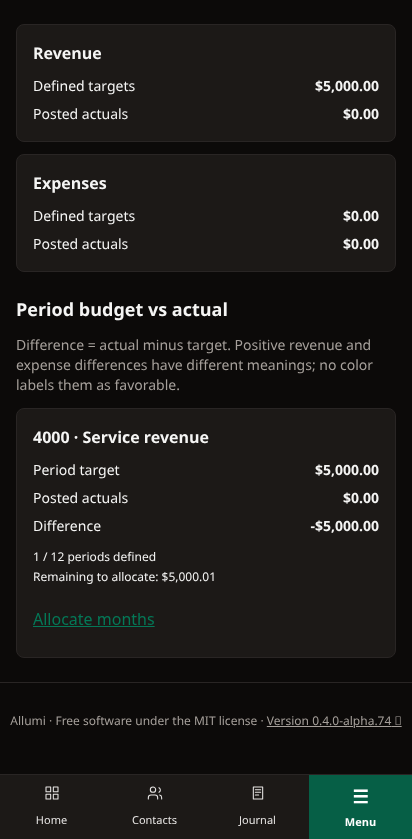 Revenue
Defined targets $5,000.00
Posted actuals $0.00
Expenses
Defined targets $0.00
Posted actuals $0.00
Period budget vs actual
Difference = actual minus target. Positive revenue and
expense differences have different meanings; no color
labels them as favorable.
4000 · Service revenue
Period target $5,000.00
Posted actuals $0.00
Difference -$5,000.00
1 / 12 periods defined
Remaining to allocate: $5,000.01
Allocate months
Allumi · Free software under the MIT license · Version 0.4.0-alpha.74
Home Contacts Journal Menu